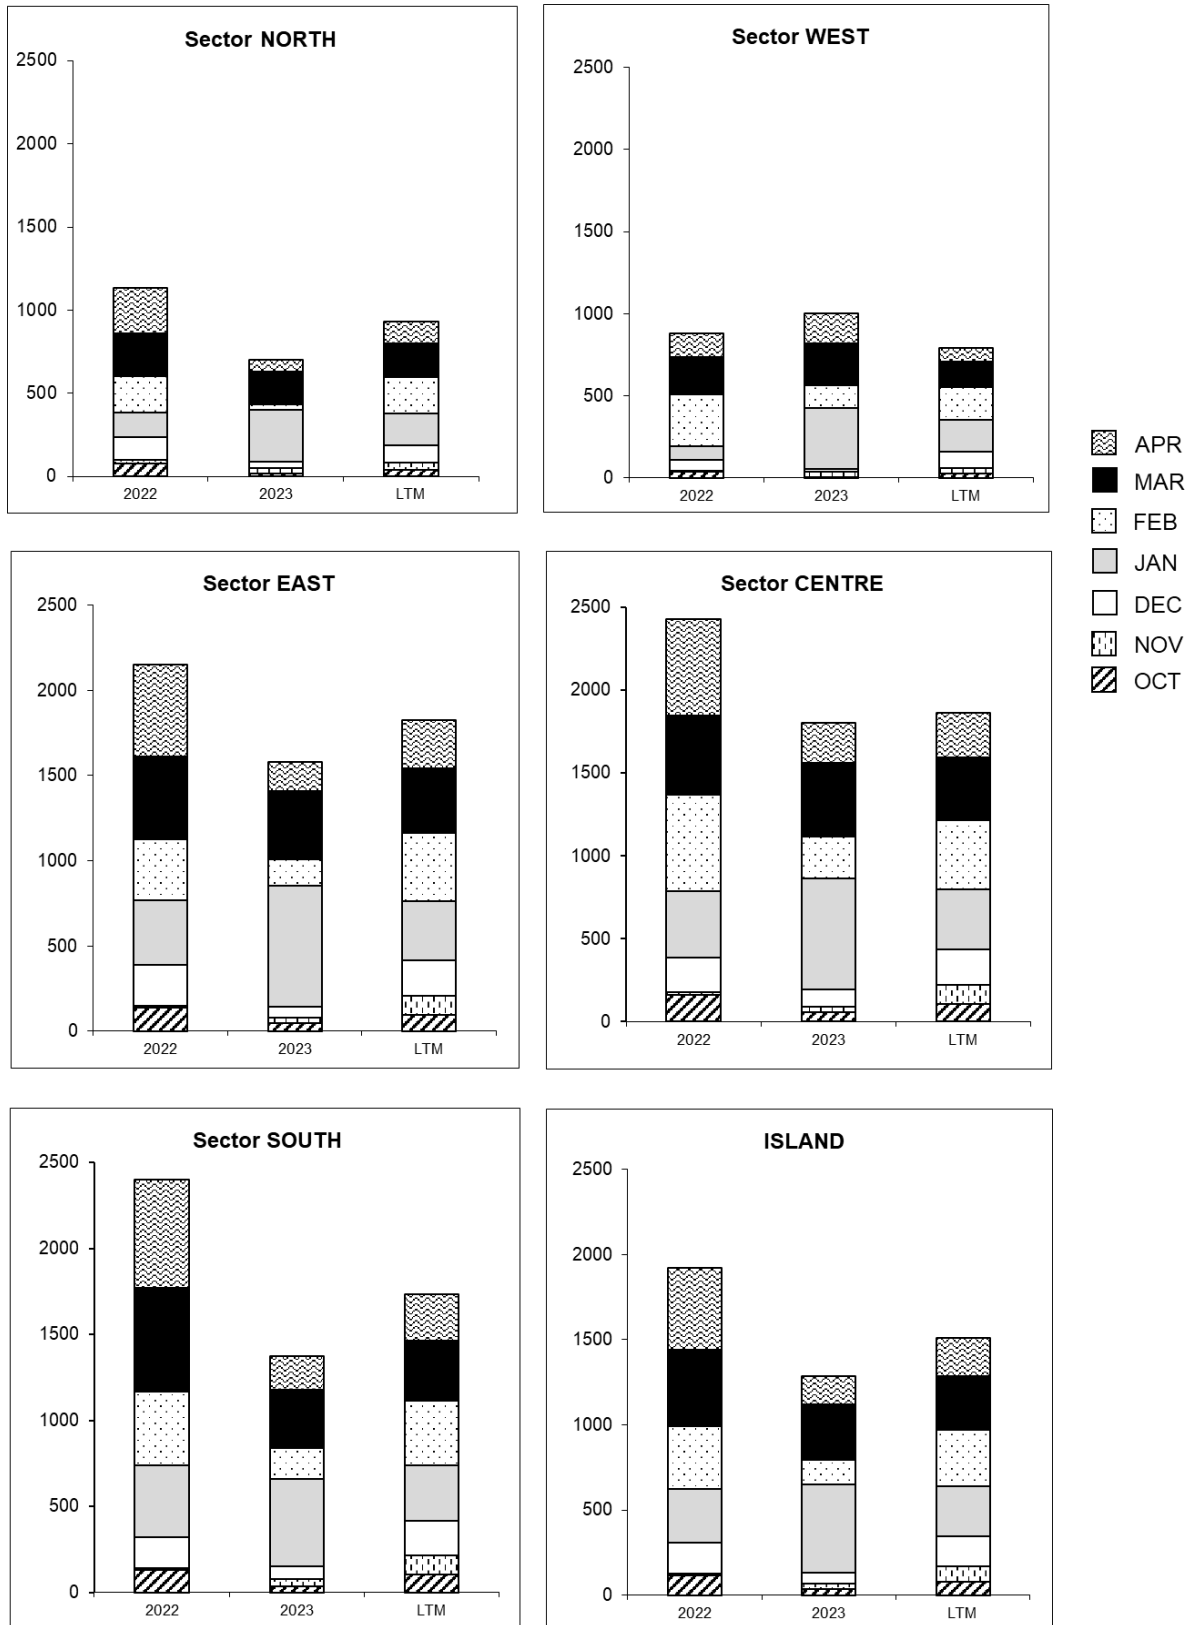 Sector NORTH
2500
2000
1500
1000
500
0
2022 2023 LTM
Sector WEST
2500
2000
1500
1000
500
0
2022 2023 LTM
APR
MAR
FEB
JAN
DEC
NOV
OCT
Sector EAST
2500
2000
1500
1000
500
0
2022 2023 LTM
Sector CENTRE
2500
2000
1500
1000
500
0
2022 2023 LTM
Sector SOUTH
2500
2000
1500
1000
500
0
2022 2023 LTM
ISLAND
2500
2000
1500
1000
500
0
2022 2023 LTM